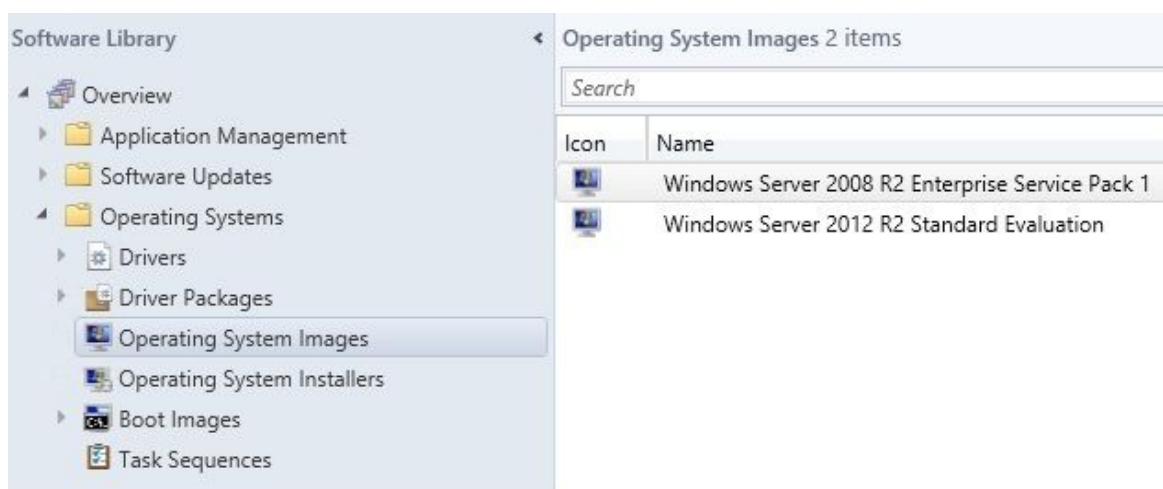 Software Library
Overview
Application Management
Software Updates
Operating Systems
Drivers
Driver Packages
Operating System Images
Operating System Installers
Boot Images
Task Sequences
Operating System Images 2 items
Search
Icon Name
Windows Server 2008 R2 Enterprise Service Pack 1
Windows Server 2012 R2 Standard Evaluation